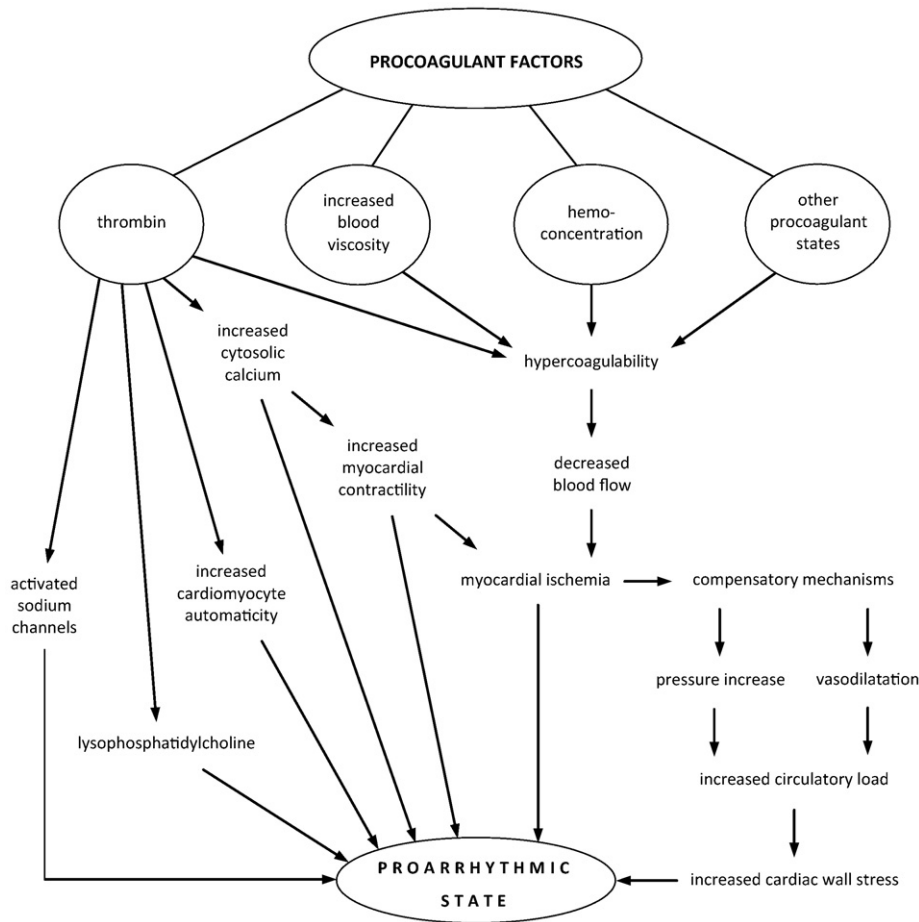 PROCOAGULANT FACTORS
thrombin
increased
blood
viscosity
hemo-
concentration
other
procoagulant
states
increased
cytosolic
calcium
hypercoagulability
increased
myocardial
contractility
decreased
blood flow
activated
sodium
channels
increased
cardiomyocyte
automaticity
myocardial ischemia
compensatory mechanisms
pressure increase
vasodilatation
lysophosphatidylcholine
increased circulatory load
PROARRHYTHMIC
STATE
increased cardiac wall stress